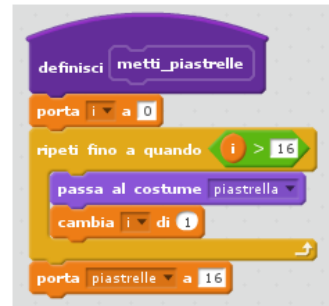 definisci metti_piastrelle
porta i a 0
ripeti fino a quando i > 16
passa al costume piastrella
cambia i di 1
porta piastrelle a 16